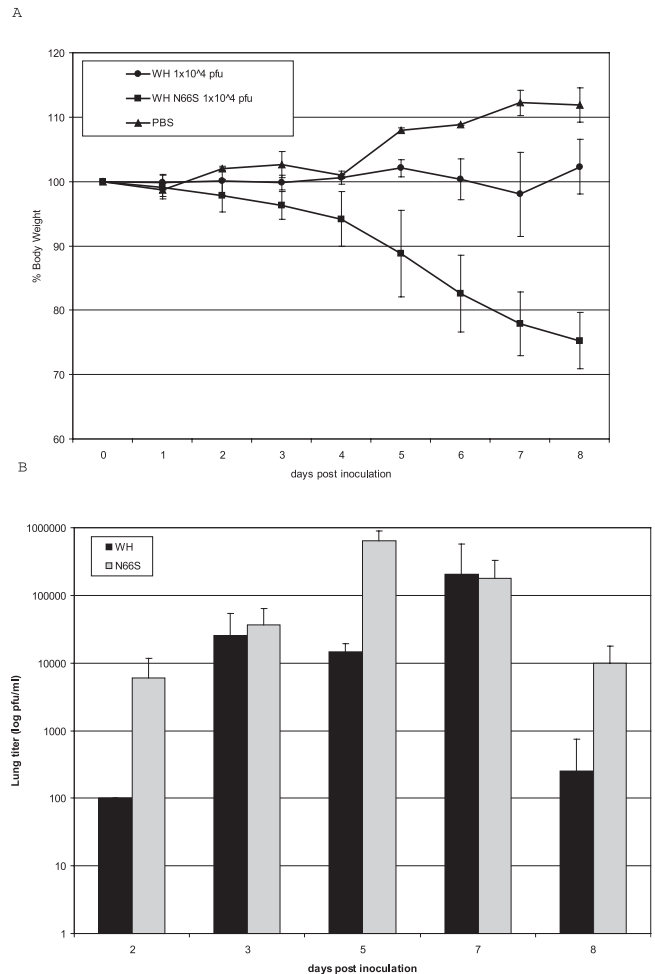 A
120
110
100
90
80
70
60
% Body Weight
WH 1x10^4 pfu
WH N66S 1x10^4 pfu
PBS
0 1 2 3 4 5 6 7 8
days post inoculation
B
1000000
100000
10000
1000
100
10
1
Lung titer (log pfu/ml)
WH
N66S
2 3 5 7 8
days post inoculation